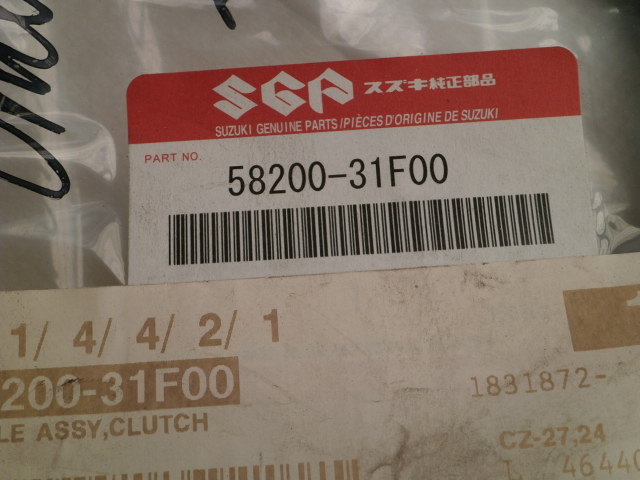 SGP スズキ純正部品
SUZUKI GENUINE PARTS/PIÈCES D'ORIGINE DE SUZUKI
PART NO. 58200-31F00
1/ 4/ 4/ 2/ 1
200-31F00
1831872-
LE ASSY,CLUTCH
CZ-27,24
46440